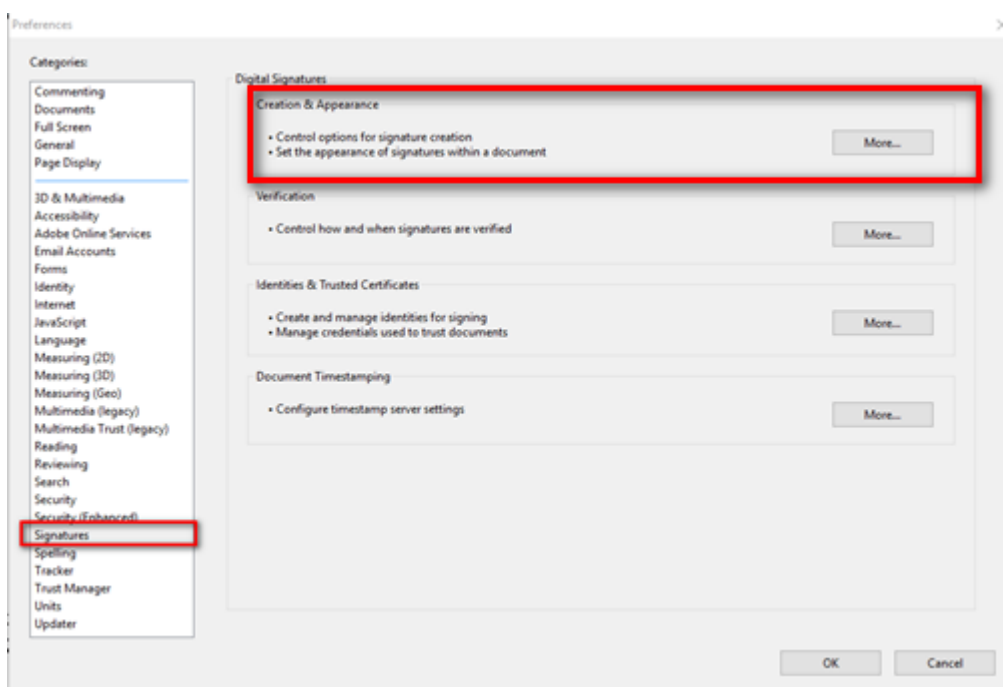 Preferences
Categories:
Commenting
Documents
Full Screen
General
Page Display
3D & Multimedia
Accessibility
Adobe Online Services
Email Accounts
Forms
Identity
Internet
JavaScript
Language
Measuring (2D)
Measuring (3D)
Measuring (Geo)
Multimedia (legacy)
Multimedia Trust (legacy)
Reading
Reviewing
Search
Security
Security (Enhanced)
Signatures
Spelling
Tracker
Trust Manager
Units
Updater
Digital Signatures
Creation & Appearance
• Control options for signature creation
• Set the appearance of signatures within a document
More...
Verification
• Control how and when signatures are verified
More...
Identities & Trusted Certificates
• Create and manage identities for signing
• Manage credentials used to trust documents
More...
Document Timestamping
• Configure timestamp server settings
More...
OK
Cancel